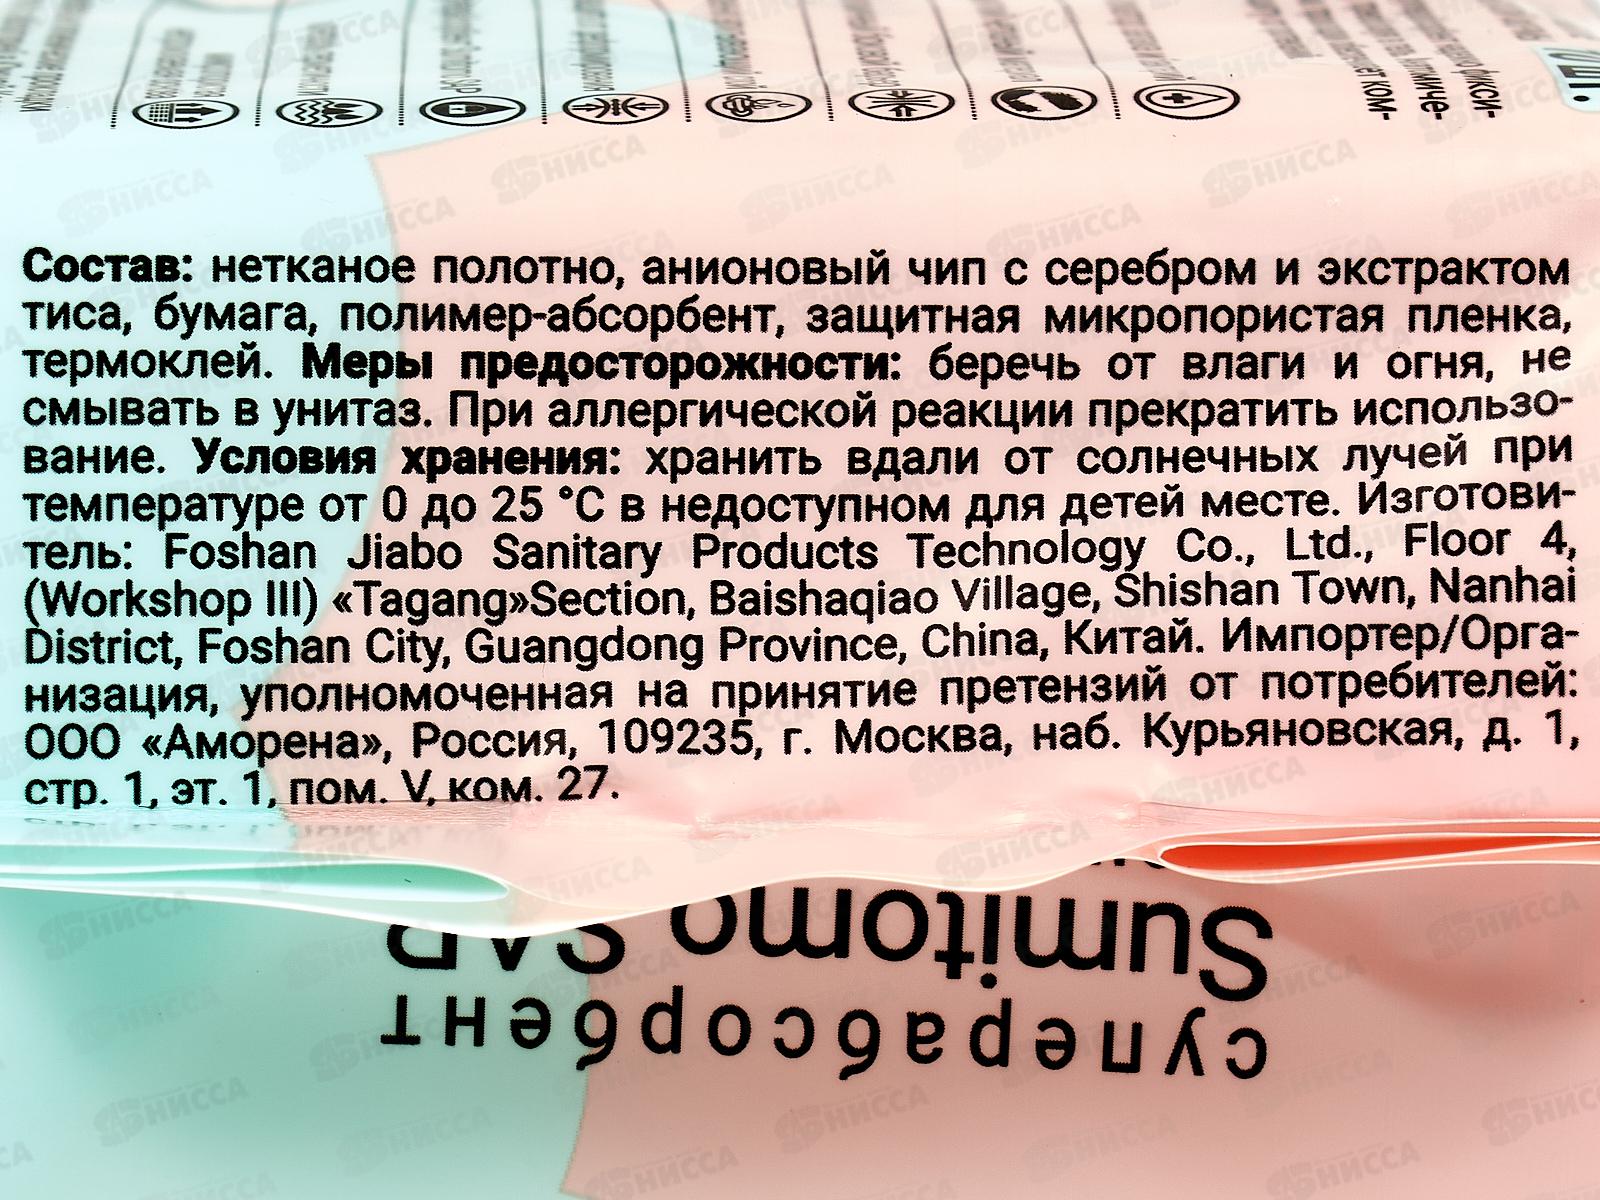 Состав: нетканое полотно, анионовый чип с серебром и экстрактом
тиса, бумага, полимер-абсорбент, защитная микропористая пленка,
термоклей. Меры предосторожности: беречь от влаги и огня, не
смывать в унитаз. При аллергической реакции прекратить использо-
вание. Условия хранения: хранить вдали от солнечных лучей при
температуре от 0 до 25 °С в недоступном для детей месте. Изготови-
тель: Foshan Jiabo Sanitary Products Technology Co., Ltd., Floor 4,
(Workshop III) «Tagang»Section, Baishaqiao Village, Shishan Town, Nanhai
District, Foshan City, Guangdong Province, China, Китай. Импортер/Орга-
низация, уполномоченная на принятие претензий от потребителей:
ООО «Аморена», Россия, 109235, г. Москва, наб. Курьяновская, д. 1,
стр. 1, эт. 1, пом. V, ком. 27.
суперабсорбент
Sumitomo SAP
НИССА